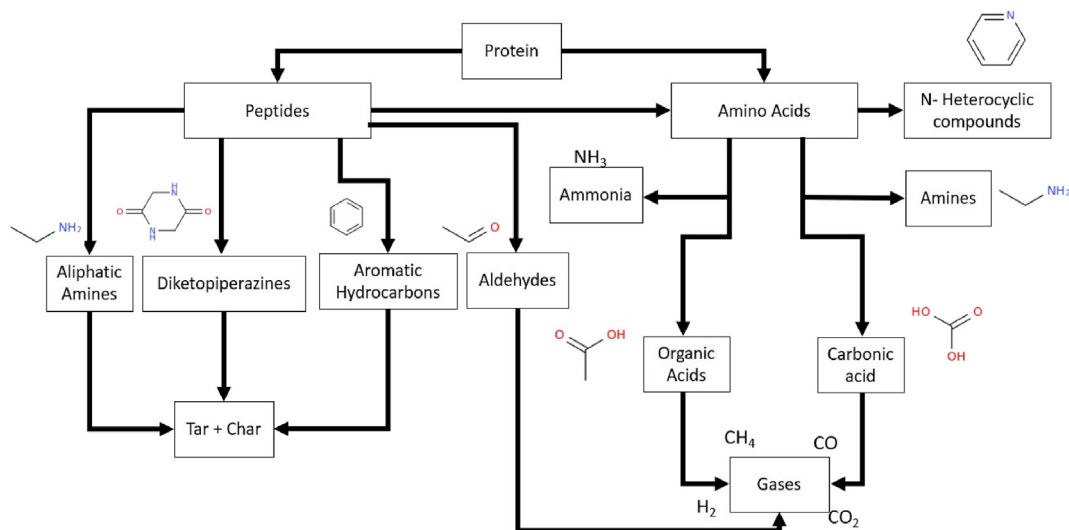 Protein
N
Peptides
Amino Acids
N- Heterocyclic
compounds
NH3
Ammonia
Amines
NH₂
NH₂
H
N
O
O
N
H
O
Aliphatic
Amines
Diketopiperazines
Aromatic
Hydrocarbons
Aldehydes
O
OH
Organic
Acids
Carbonic
acid
HO
O
OH
Tar + Char
CH4
CO
Gases
H2
CO2